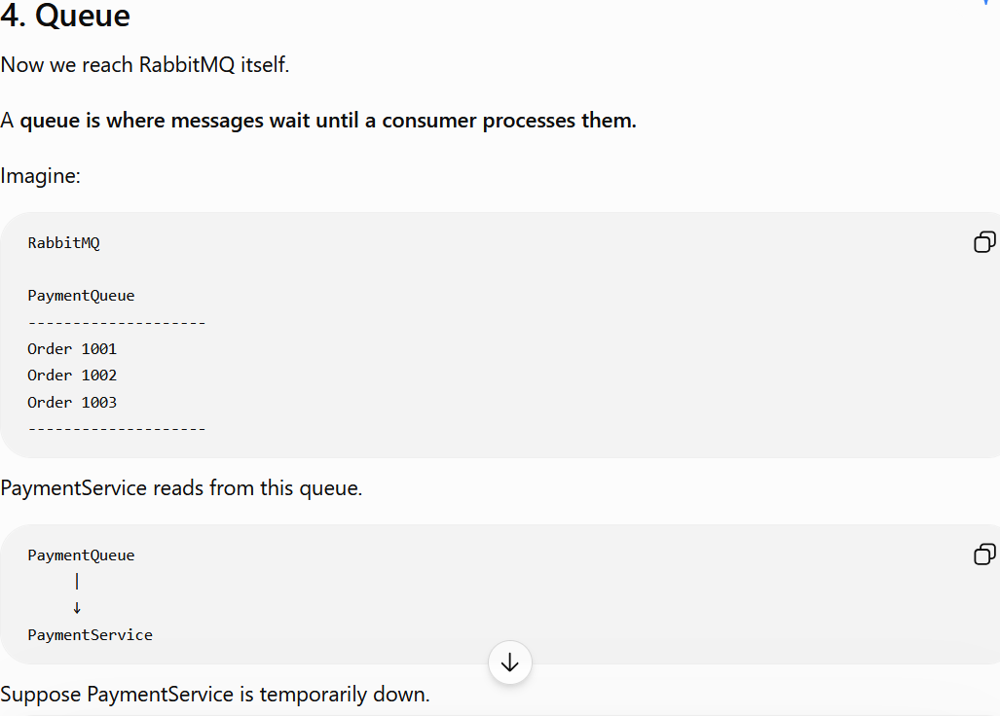 4. Queue
Now we reach RabbitMQ itself.
A queue is where messages wait until a consumer processes them.
Imagine:
RabbitMQ
PaymentQueue
--------------------
Order 1001
Order 1002
Order 1003
--------------------
PaymentService reads from this queue.
PaymentQueue
|
↓
PaymentService
Suppose PaymentService is temporarily down.